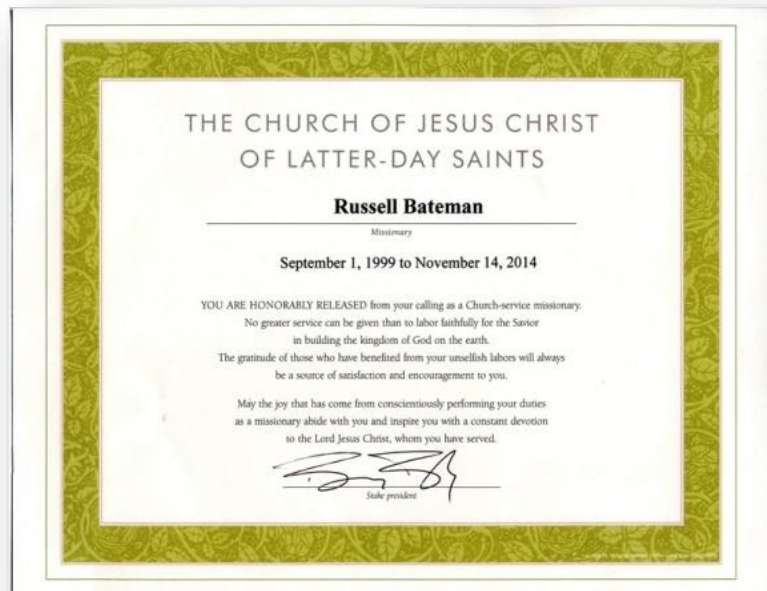 THE CHURCH OF JESUS CHRIST
OF LATTER-DAY SAINTS
Russell Bateman
Missionary
September 1, 1999 to November 14, 2014
YOU ARE HONORABLY RELEASED from your calling as a Church-service missionary.
No greater service can be given than to labor faithfully for the Savior
in building the kingdom of God on the earth.
The gratitude of those who have benefited from your unselfish labors will always
be a source of satisfaction and encouragement to you.
May the joy that has come from conscientiously performing your duties
as a missionary abide with you and inspire you with a constant devotion
to the Lord Jesus Christ, whom you have served.
Stake president